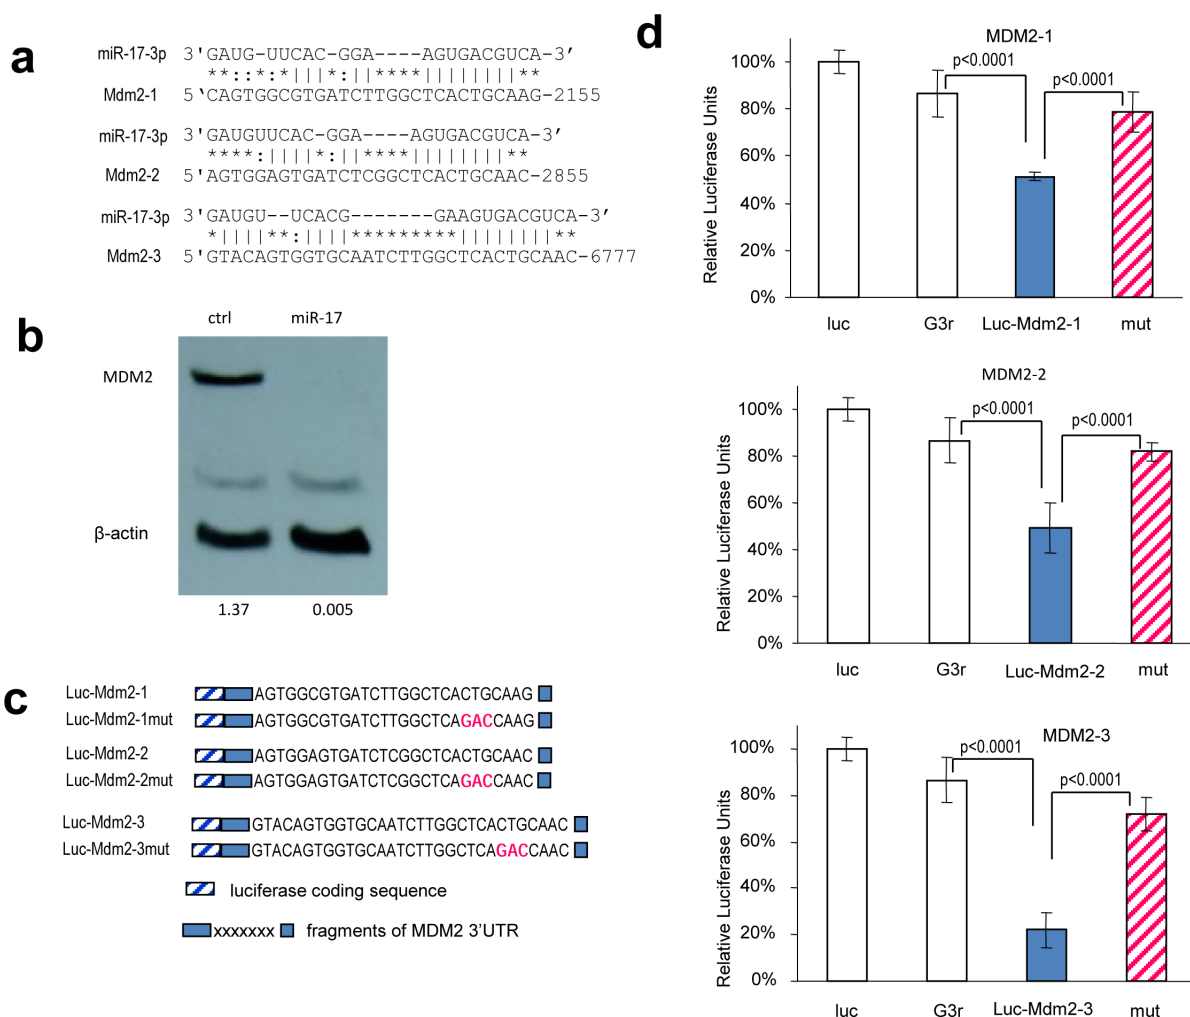 a
miR-17-3p 3'GAUG-UUCAC-GGA----AGUGACGUCA-3'
**::*:*|||*:||****||||||||**
Mdm2-1 5'CAGTGGCGTGATCTTGGCTCACTGCAAG-2155
miR-17-3p 3'GAUGUUCAC-GGA----AGUGACGUCA-3'
****:||||*:||****||||||||**
Mdm2-2 5'AGTGGAGTGATCTCGGCTCACTGCAAC-2855
miR-17-3p 3'GAUGU--UCACG-------GAAGUGACGUCA-3'
*||||**:||||*********||||||||**
Mdm2-3 5'GTACAGTGGTGCAATCTTGGCTCACTGCAAC-6777
b
ctrl miR-17
MDM2
β-actin
1.37 0.005
c
Luc-Mdm2-1 AGTGGCGTGATCTTGGCTCACTGCAAG
Luc-Mdm2-1mut AGTGGCGTGATCTTGGCTCAGACCAAG
Luc-Mdm2-2 AGTGGAGTGATCTCGGCTCACTGCAAC
Luc-Mdm2-2mut AGTGGAGTGATCTCGGCTCAGACCAAC
Luc-Mdm2-3 GTACAGTGGTGCAATCTTGGCTCACTGCAAC
Luc-Mdm2-3mut GTACAGTGGTGCAATCTTGGCTCAGACCAAC
luciferase coding sequence
xxxxxxx fragments of MDM2 3'UTR
d
MDM2-1
Relative Luciferase Units
100%
80%
60%
40%
20%
0%
p<0.0001
p<0.0001
luc G3r Luc-Mdm2-1 mut
MDM2-2
Relative Luciferase Units
100%
80%
60%
40%
20%
0%
p<0.0001
p<0.0001
luc G3r Luc-Mdm2-2 mut
MDM2-3
Relative Luciferase Units
100%
80%
60%
40%
20%
0%
p<0.0001
p<0.0001
luc G3r Luc-Mdm2-3 mut